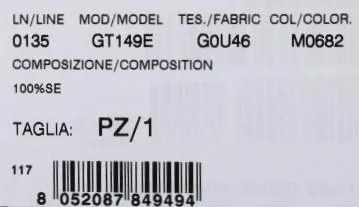 LN/LINE MOD/MODEL TES./FABRIC COL/COLOR.
0135 GT149E G0U46 M0682
COMPOSIZIONE/COMPOSITION
100%SE
TAGLIA: PZ/1
117
8 052087 849494